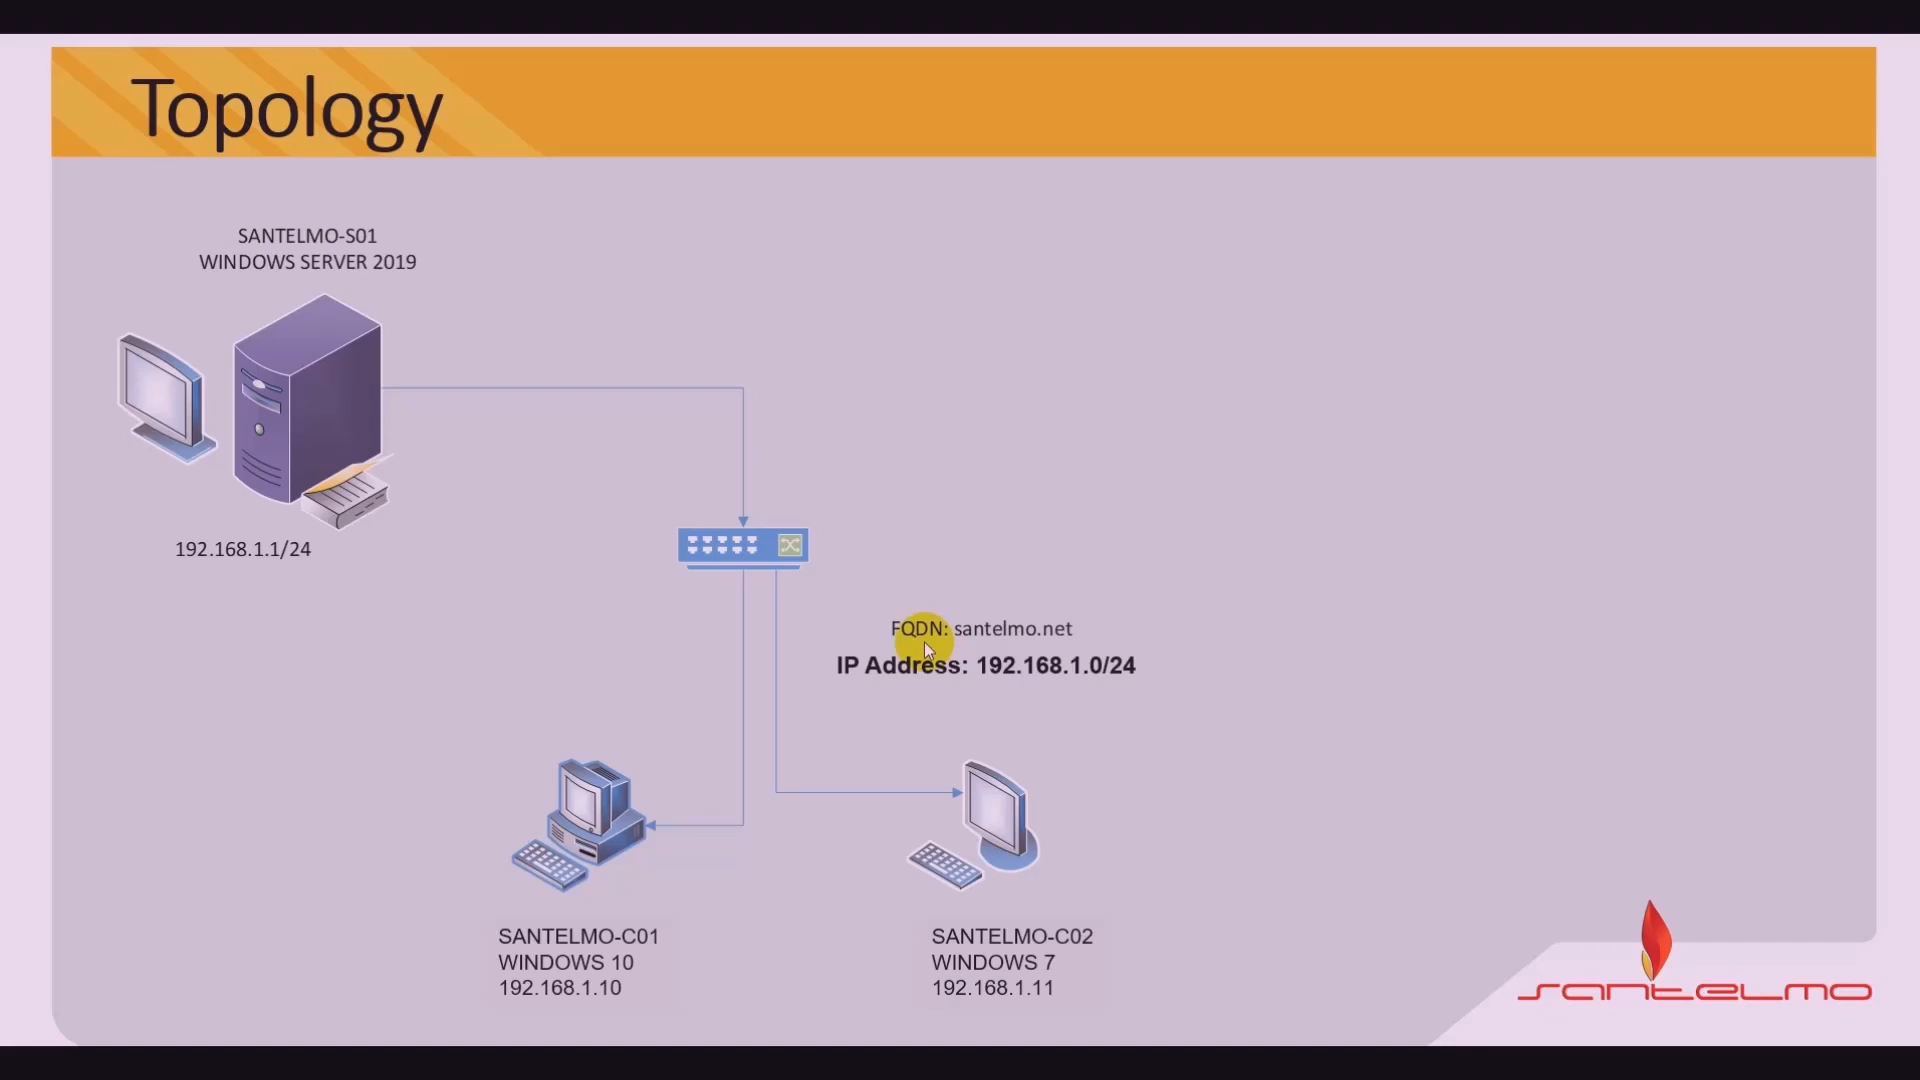 Topology
SANTELMO-S01
WINDOWS SERVER 2019
192.168.1.1/24
FQDN: santelmo.net
IP Address: 192.168.1.0/24
SANTELMO-C01
WINDOWS 10
192.168.1.10
SANTELMO-C02
WINDOWS 7
192.168.1.11
santelmo